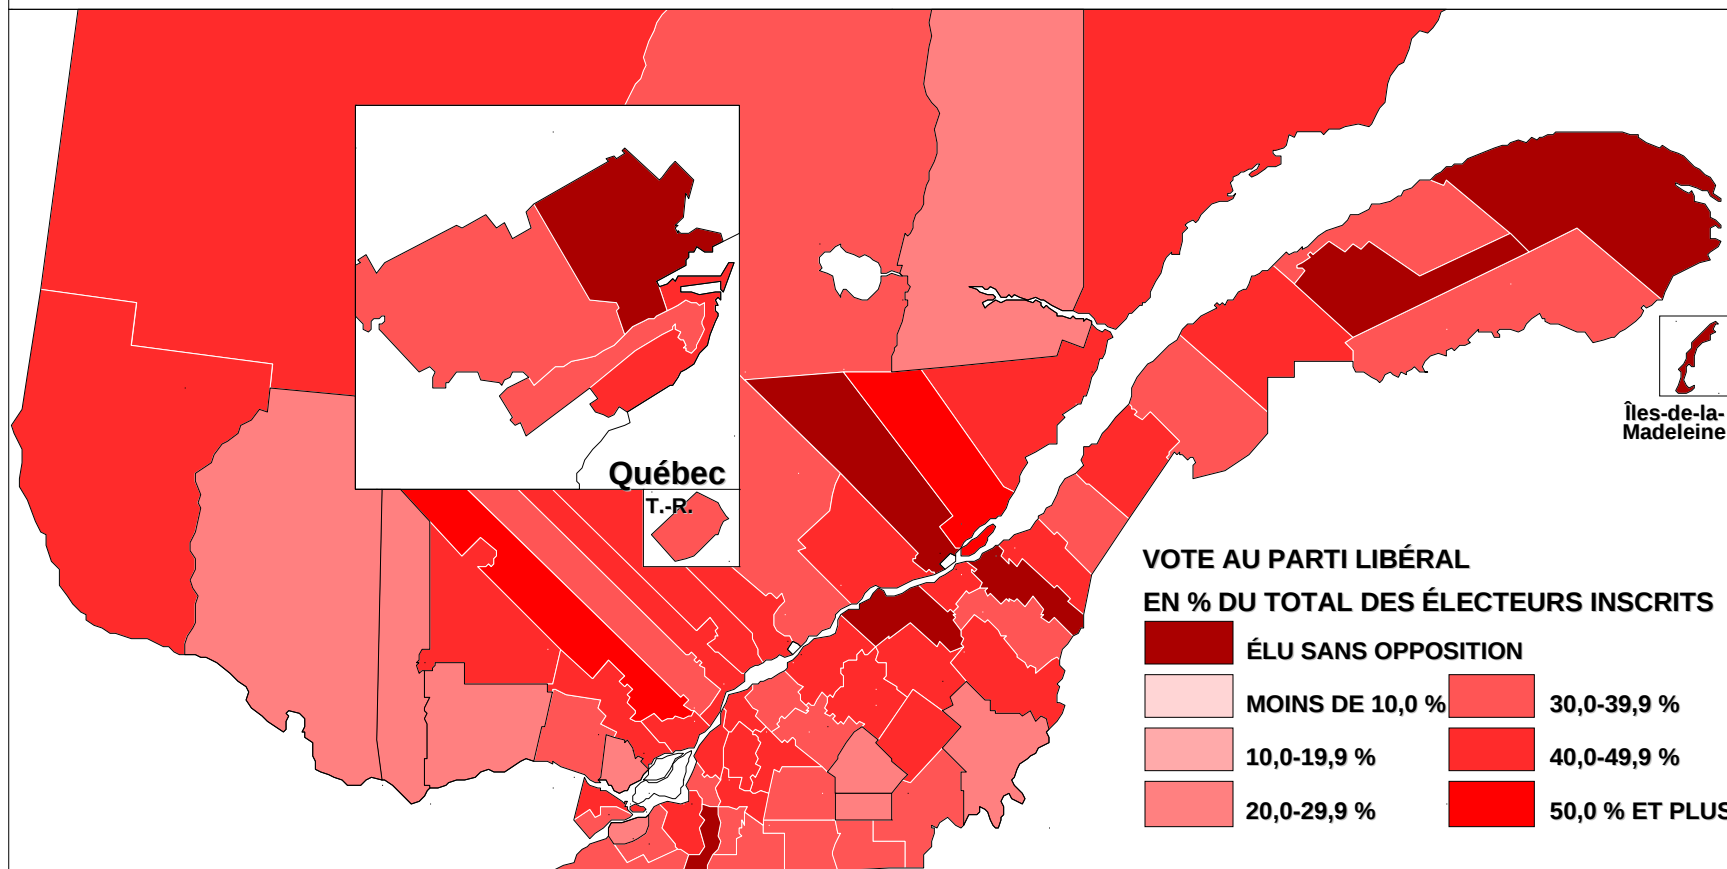 Québec
T.-R.
Îles-de-la-
Madeleine
VOTE AU PARTI LIBÉRAL
EN % DU TOTAL DES ÉLECTEURS INSCRITS
ÉLU SANS OPPOSITION
MOINS DE 10,0 %
30,0-39,9 %
10,0-19,9 %
40,0-49,9 %
20,0-29,9 %
50,0 % ET PLUS